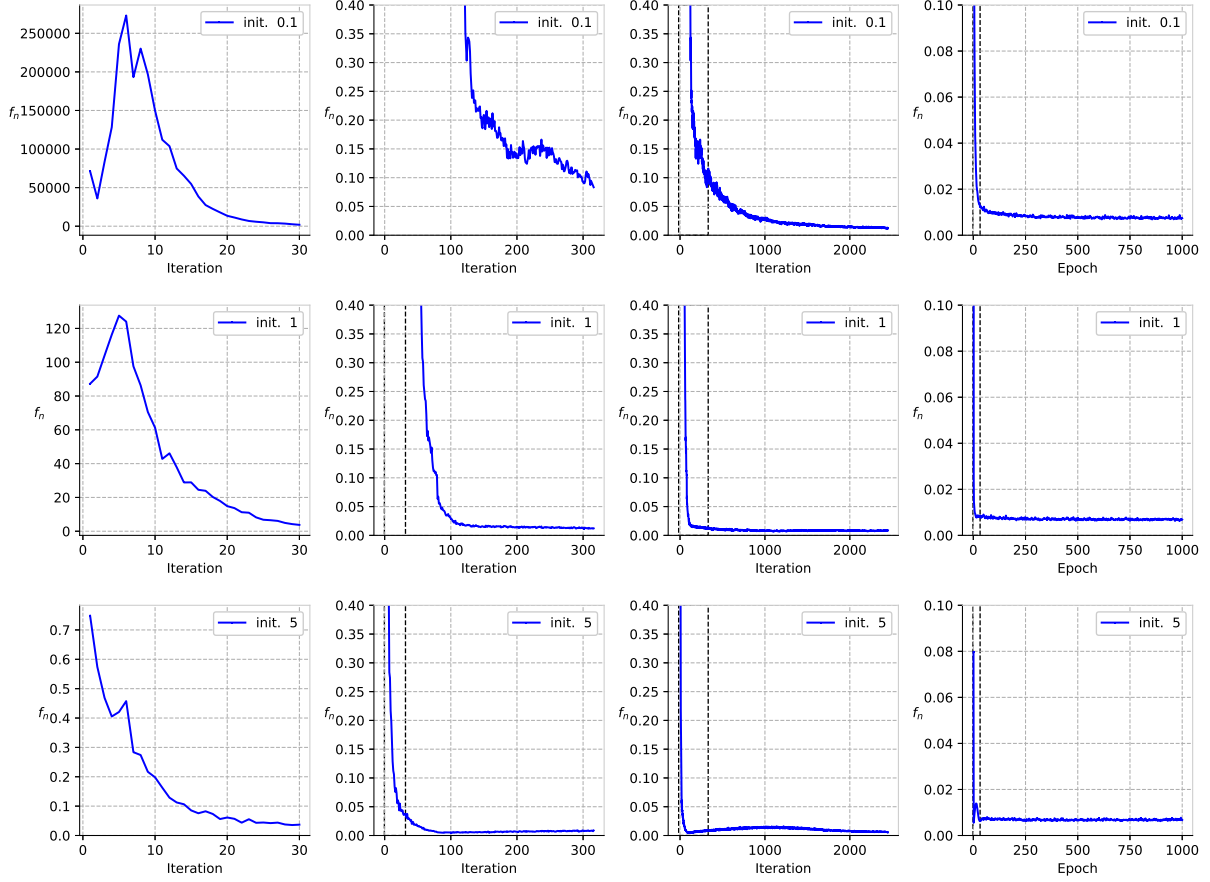 init. 0.1
250000
200000
150000
100000
50000
0
f_n
0 10 20 30
Iteration
init. 0.1
0.40
0.35
0.30
0.25
0.20
0.15
0.10
0.05
0.00
f_n
0 100 200 300
Iteration
init. 0.1
0.40
0.35
0.30
0.25
0.20
0.15
0.10
0.05
0.00
f_n
0 1000 2000
Iteration
init. 0.1
0.10
0.08
0.06
0.04
0.02
0.00
f_n
0 250 500 750 1000
Epoch
init. 1
120
100
80
60
40
20
0
f_n
0 10 20 30
Iteration
init. 1
0.40
0.35
0.30
0.25
0.20
0.15
0.10
0.05
0.00
f_n
0 100 200 300
Iteration
init. 1
0.40
0.35
0.30
0.25
0.20
0.15
0.10
0.05
0.00
f_n
0 1000 2000
Iteration
init. 1
0.10
0.08
0.06
0.04
0.02
0.00
f_n
0 250 500 750 1000
Epoch
init. 5
0.7
0.6
0.5
0.4
0.3
0.2
0.1
0.0
f_n
0 10 20 30
Iteration
init. 5
0.40
0.35
0.30
0.25
0.20
0.15
0.10
0.05
0.00
f_n
0 100 200 300
Iteration
init. 5
0.40
0.35
0.30
0.25
0.20
0.15
0.10
0.05
0.00
f_n
0 1000 2000
Iteration
init. 5
0.10
0.08
0.06
0.04
0.02
0.00
f_n
0 250 500 750 1000
Epoch